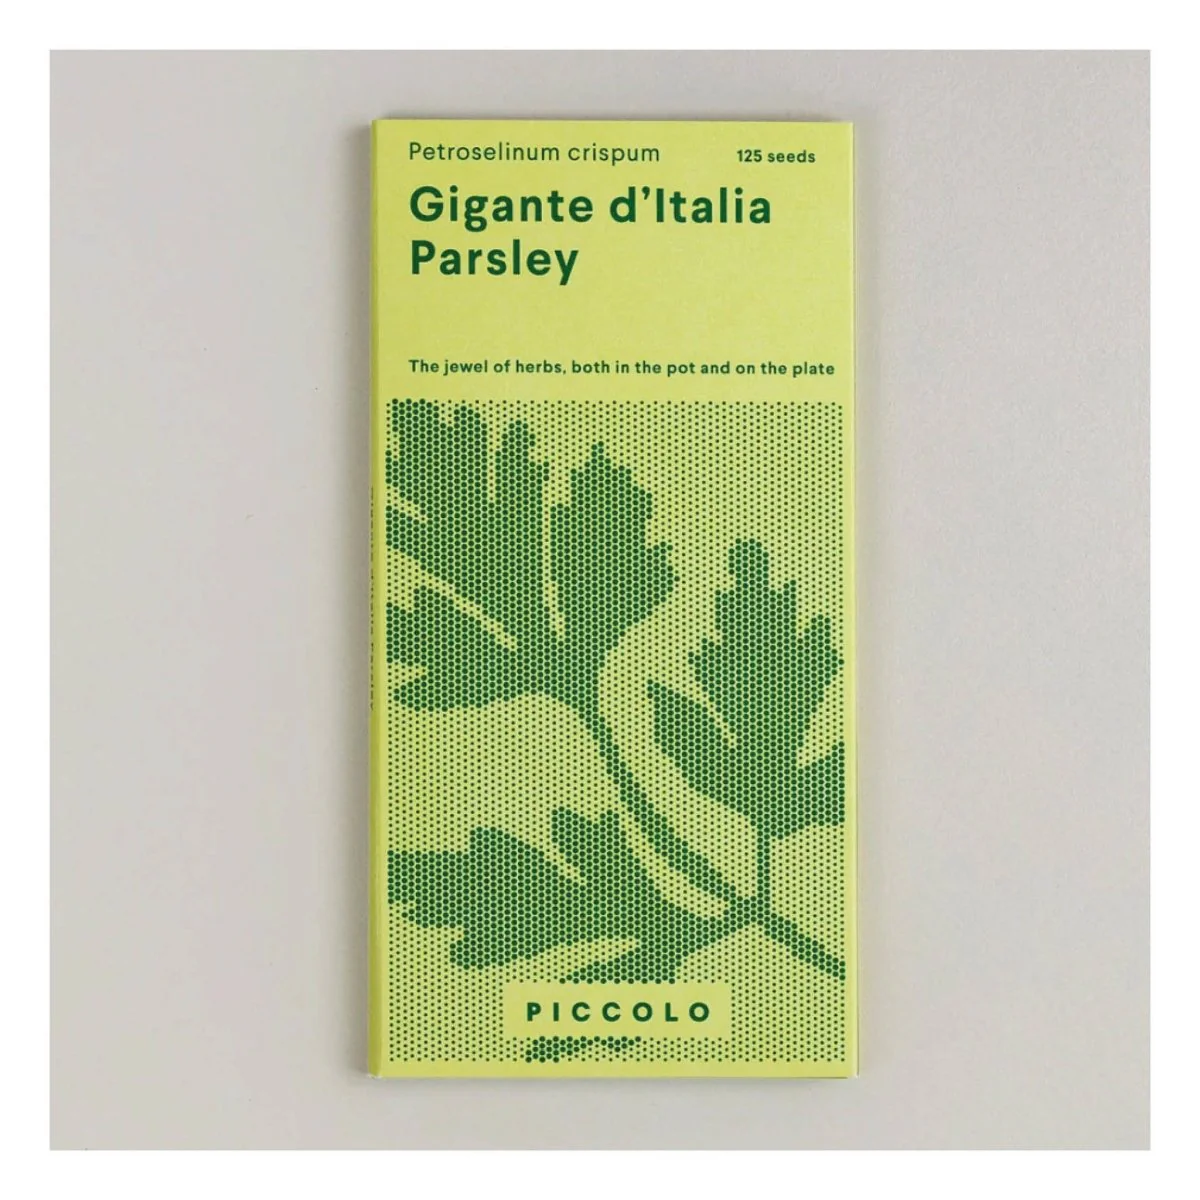 Petroselinum crispum
125 seeds
Gigante d'Italia
Parsley
The jewel of herbs, both in the pot and on the plate
PICCOLO